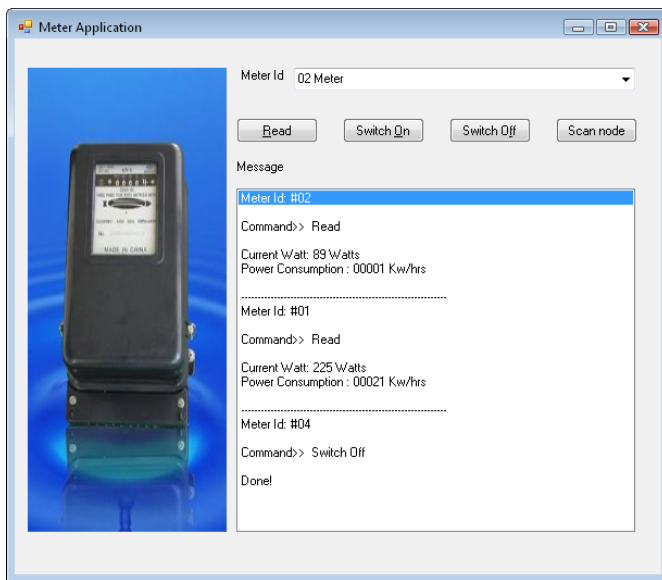 Meter Application
Meter Id 02 Meter
Read Switch On Switch Off Scan node
Message
Meter Id: #02
Command>> Read
Current Watt: 89 Watts
Power Consumption : 00001 Kw/hrs
--------------------------------------------------------------------
Meter Id: #01
Command>> Read
Current Watt: 225 Watts
Power Consumption : 00021 Kw/hrs
--------------------------------------------------------------------
Meter Id: #04
Command>> Switch Off
Done!
MADE IN CHINA